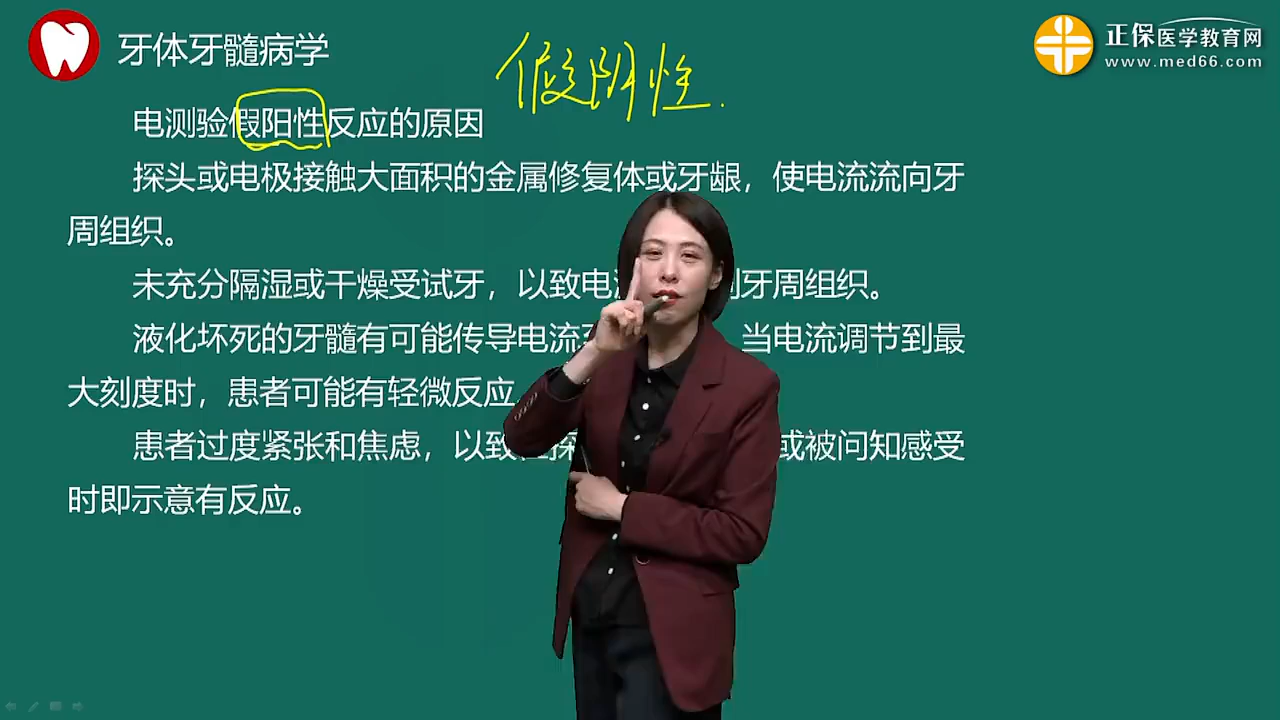 牙体牙髓病学
正保医学教育网
www.med66.com
假阴性.
电测验假阳性反应的原因
探头或电极接触大面积的金属修复体或牙龈，使电流流向牙
周组织。
未充分隔湿或干燥受试牙，以致电 牙周组织。
液化坏死的牙髓有可能传导电流 当电流调节到最
大刻度时，患者可能有轻微反应
患者过度紧张和焦虑，以致 或被问知感受
时即示意有反应。